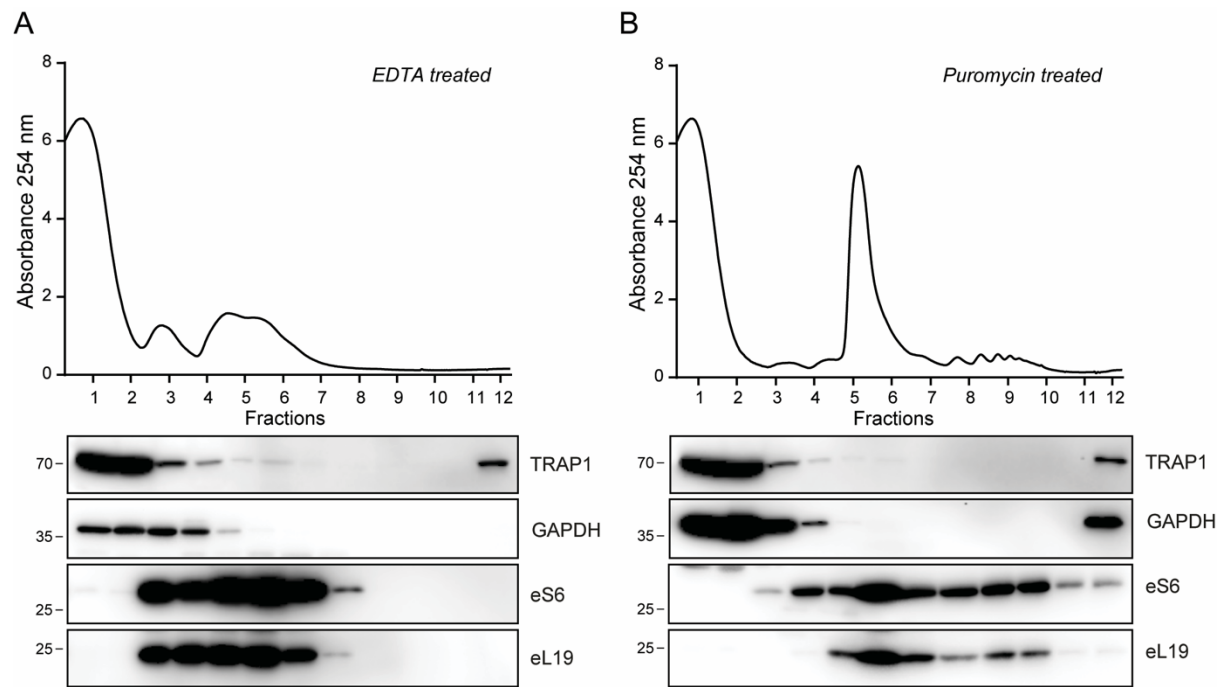 A
EDTA treated
Absorbance 254 nm
8
6
4
2
0
1 2 3 4 5 6 7 8 9 10 11 12
Fractions
70 TRAP1
35 GAPDH
25 eS6
25 eL19
B
Puromycin treated
Absorbance 254 nm
8
6
4
2
0
1 2 3 4 5 6 7 8 9 10 11 12
Fractions
70 TRAP1
35 GAPDH
25 eS6
25 eL19